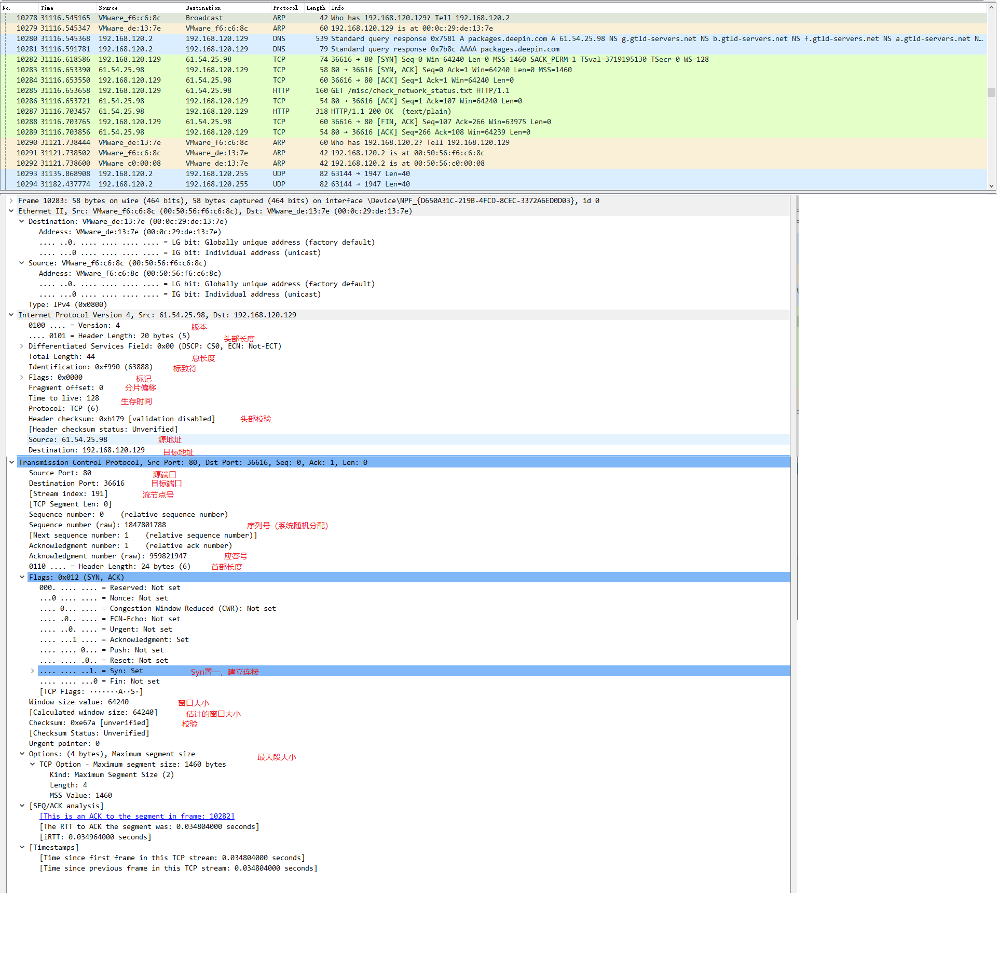 No. Time Source Destination Protocol Length Info
10278 31116.545165 VMware_f6:c6:8c Broadcast ARP 42 Who has 192.168.120.129? Tell 192.168.120.2
10279 31116.545347 VMware_de:13:7e VMware_f6:c6:8c ARP 60 192.168.120.129 is at 00:0c:29:de:13:7e
10280 31116.545368 192.168.120.2 192.168.120.129 DNS 539 Standard query response 0x7581 A packages.deepin.com A 61.54.25.98 NS g.gtld-servers.net NS b.gtld-servers.net NS f.gtld-servers.net NS a.gtld-servers.net N…
10281 31116.591781 192.168.120.2 192.168.120.129 DNS 79 Standard query response 0x7b8c AAAA packages.deepin.com
10282 31116.618586 192.168.120.129 61.54.25.98 TCP 74 36616 → 80 [SYN] Seq=0 Win=64240 Len=0 MSS=1460 SACK_PERM=1 TSval=3719195130 TSecr=0 WS=128
10283 31116.653390 61.54.25.98 192.168.120.129 TCP 58 80 → 36616 [SYN, ACK] Seq=0 Ack=1 Win=64240 Len=0 MSS=1460
10284 31116.653550 192.168.120.129 61.54.25.98 TCP 60 36616 → 80 [ACK] Seq=1 Ack=1 Win=64240 Len=0
10285 31116.653658 192.168.120.129 61.54.25.98 HTTP 160 GET /misc/check_network_status.txt HTTP/1.1
10286 31116.653721 61.54.25.98 192.168.120.129 TCP 54 80 → 36616 [ACK] Seq=1 Ack=107 Win=64240 Len=0
10287 31116.703457 61.54.25.98 192.168.120.129 HTTP 318 HTTP/1.1 200 OK  (text/plain)
10288 31116.703765 192.168.120.129 61.54.25.98 TCP 60 36616 → 80 [FIN, ACK] Seq=107 Ack=266 Win=63975 Len=0
10289 31116.703856 61.54.25.98 192.168.120.129 TCP 54 80 → 36616 [ACK] Seq=266 Ack=108 Win=64239 Len=0
10290 31121.738444 VMware_de:13:7e VMware_f6:c6:8c ARP 60 Who has 192.168.120.2? Tell 192.168.120.129
10291 31121.738502 VMware_f6:c6:8c VMware_de:13:7e ARP 42 192.168.120.2 is at 00:50:56:f6:c6:8c
10292 31121.738600 VMware_c0:00:08 VMware_de:13:7e ARP 42 192.168.120.2 is at 00:50:56:c0:00:08
10293 31135.868908 192.168.120.2 192.168.120.255 UDP 82 63144 → 1947 Len=40
10294 31182.437774 192.168.120.2 192.168.120.255 UDP 82 63144 → 1947 Len=40
Frame 10283: 58 bytes on wire (464 bits), 58 bytes captured (464 bits) on interface \Device\NPF_{D650A31C-219B-4FCD-8CEC-3372A6ED0D03}, id 0
Ethernet II, Src: VMware_f6:c6:8c (00:50:56:f6:c6:8c), Dst: VMware_de:13:7e (00:0c:29:de:13:7e)
Destination: VMware_de:13:7e (00:0c:29:de:13:7e)
Address: VMware_de:13:7e (00:0c:29:de:13:7e)
.... ..0. .... .... .... .... = LG bit: Globally unique address (factory default)
.... ...0 .... .... .... .... = IG bit: Individual address (unicast)
Source: VMware_f6:c6:8c (00:50:56:f6:c6:8c)
Address: VMware_f6:c6:8c (00:50:56:f6:c6:8c)
.... ..0. .... .... .... .... = LG bit: Globally unique address (factory default)
.... ...0 .... .... .... .... = IG bit: Individual address (unicast)
Type: IPv4 (0x0800)
Internet Protocol Version 4, Src: 61.54.25.98, Dst: 192.168.120.129
0100 .... = Version: 4 版本
.... 0101 = Header Length: 20 bytes (5) 头部长度
Differentiated Services Field: 0x00 (DSCP: CS0, ECN: Not-ECT)
Total Length: 44 总长度
Identification: 0xf990 (63888) 标致符
Flags: 0x0000 标记
Fragment offset: 0 分片偏移
Time to live: 128 生存时间
Protocol: TCP (6)
Header checksum: 0xb179 [validation disabled] 头部校验
[Header checksum status: Unverified]
Source: 61.54.25.98 源地址
Destination: 192.168.120.129 目标地址
Transmission Control Protocol, Src Port: 80, Dst Port: 36616, Seq: 0, Ack: 1, Len: 0
Source Port: 80 源端口
Destination Port: 36616 目标端口
[Stream index: 191] 流节点号
[TCP Segment Len: 0]
Sequence number: 0    (relative sequence number)
Sequence number (raw): 1847801788 序列号（系统随机分配）
[Next sequence number: 1    (relative sequence number)]
Acknowledgment number: 1    (relative ack number)
Acknowledgment number (raw): 959821947 应答号
0110 .... = Header Length: 24 bytes (6) 首部长度
Flags: 0x012 (SYN, ACK)
000. .... .... = Reserved: Not set
...0 .... .... = Nonce: Not set
.... 0... .... = Congestion Window Reduced (CWR): Not set
.... .0.. .... = ECN-Echo: Not set
.... ..0. .... = Urgent: Not set
.... ...1 .... = Acknowledgment: Set
.... .... 0... = Push: Not set
.... .... .0.. = Reset: Not set
.... .... ..1. = Syn: Set Syn置一，建立连接
.... .... ...0 = Fin: Not set
[TCP Flags: ·······A··S·]
Window size value: 64240 窗口大小
[Calculated window size: 64240] 估计的窗口大小
Checksum: 0xe67a [unverified] 校验
[Checksum Status: Unverified]
Urgent pointer: 0
Options: (4 bytes), Maximum segment size 最大段大小
TCP Option - Maximum segment size: 1460 bytes
Kind: Maximum Segment Size (2)
Length: 4
MSS Value: 1460
[SEQ/ACK analysis]
[This is an ACK to the segment in frame: 10282]
[The RTT to ACK the segment was: 0.034804000 seconds]
[iRTT: 0.034964000 seconds]
[Timestamps]
[Time since first frame in this TCP stream: 0.034804000 seconds]
[Time since previous frame in this TCP stream: 0.034804000 seconds]